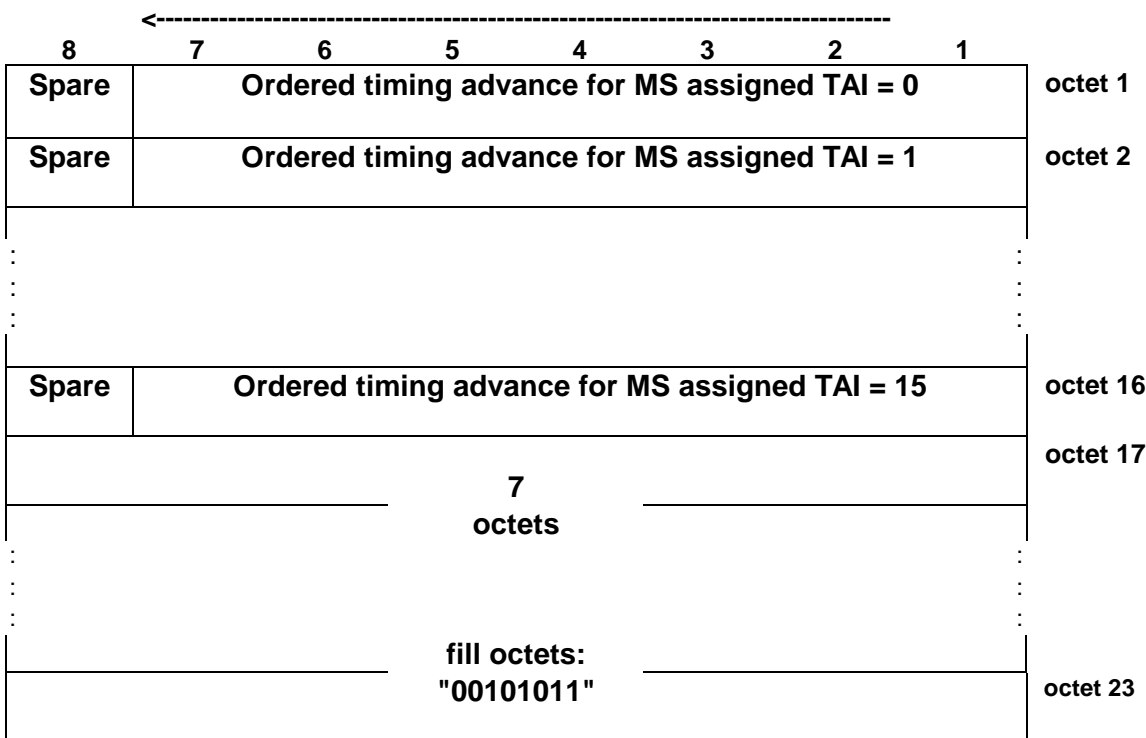 <---------------------------------------------------------------------------------
8 7 6 5 4 3 2 1
Spare Ordered timing advance for MS assigned TAI = 0 octet 1
Spare Ordered timing advance for MS assigned TAI = 1 octet 2
: :
: :
: :
Spare Ordered timing advance for MS assigned TAI = 15 octet 16
octet 17
7
octets
: :
: :
: :
fill octets:
"00101011" octet 23